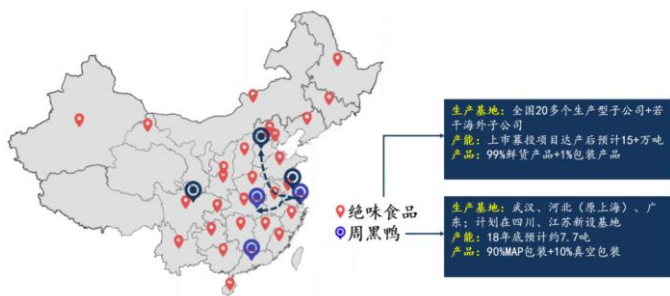 生产基地：全国20多个生产型子公司+若
干海外子公司
产能：上市募投项目达产后预计15+万吨
产品：99%鲜货产品+1%包装产品
绝味食品
周黑鸭
生产基地：武汉、河北（原上海）、广
东；计划在四川、江苏新设基地
产能：18年底预计约7.7吨
产品：90%MAP包装+10%真空包装